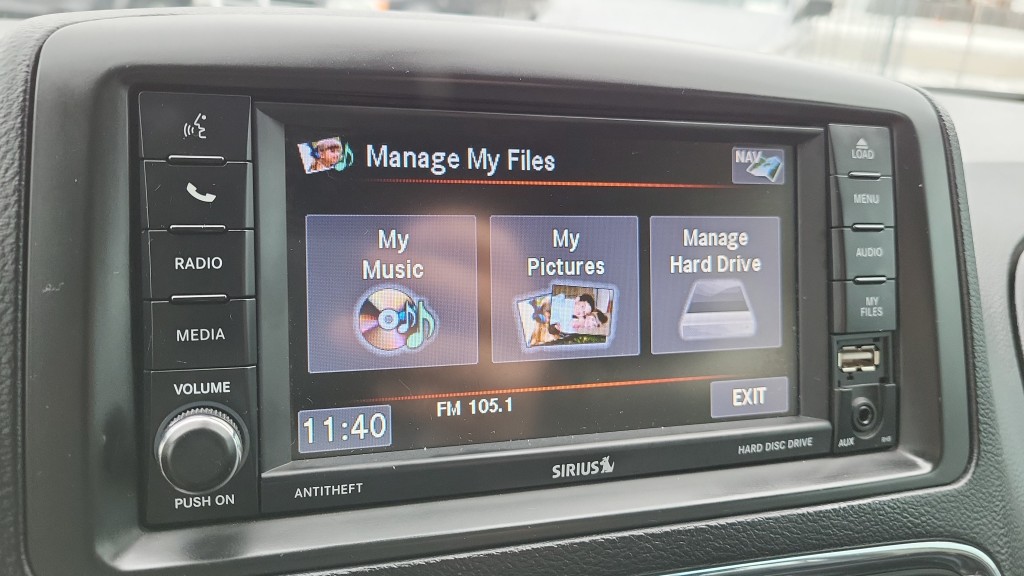 Manage My Files
NAV
LOAD
MENU
RADIO
AUDIO
My
Music
My
Pictures
Manage
Hard Drive
MY
FILES
MEDIA
VOLUME
PUSH ON
11:40
FM 105.1
EXIT
AUX
ANTITHEFT
SIRIUS
HARD DISC DRIVE